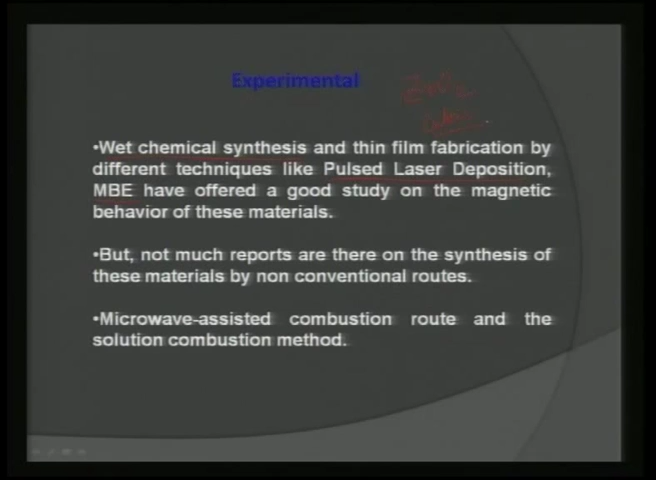 Experimental
•Wet chemical synthesis and thin film fabrication by
different techniques like Pulsed Laser Deposition,
MBE have offered a good study on the magnetic
behavior of these materials.
•But, not much reports are there on the synthesis of
these materials by non conventional routes.
•Microwave-assisted combustion route and the
solution combustion method.